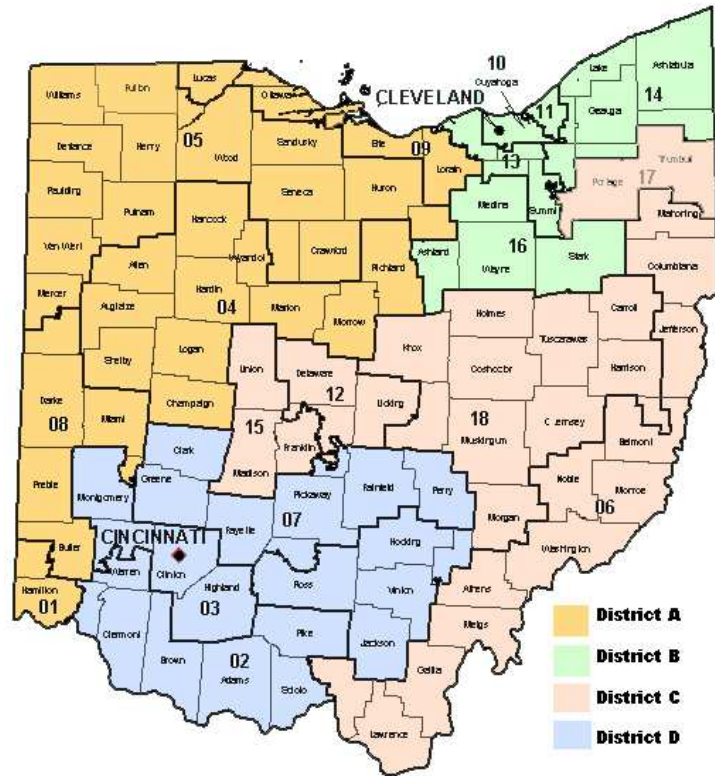 10
Cuyahoga
Lake
Ashtabula
Lucas
Williams
Fulton
Ottawa
CLEVELAND
11
Geauga
14
05
Defiance
Henry
Wood
Sandusky
Erie
09
Lorain
13
Trumbull
17
Portage
Paulding
Seneca
Huron
Medina
Summi
Mahoring
Putnam
Hancock
Van Wert
Wyandot
Crawford
Richland
Ashland
16
Wayne
Stark
Columbiana
Allen
Mercer
Hardin
Marion
Morrow
Holmes
Carroll
Auglaize
04
Jefferson
Tuscarawas
Logan
Knox
Shelby
Union
Delaware
Coshoctor
Harrison
12
Darke
Champaign
Licking
08
Miami
15
18
Guernsey
Clark
Franklin
Muskingum
Belmont
Madison
Preble
Montgomery
Greene
Pickaway
Fairfield
Perry
Noble
Monroe
07
06
Morgan
Fayette
CINCINNATI
Hocking
Washington
Butler
Warren
Clinton
Highland
Ross
Vinton
Athens
Hamilton
01
03
Meigs
District A
Clermont
Pike
Jackson
District B
Brown
02
Adams
Scioto
Gallia
District C
Lawrence
District D